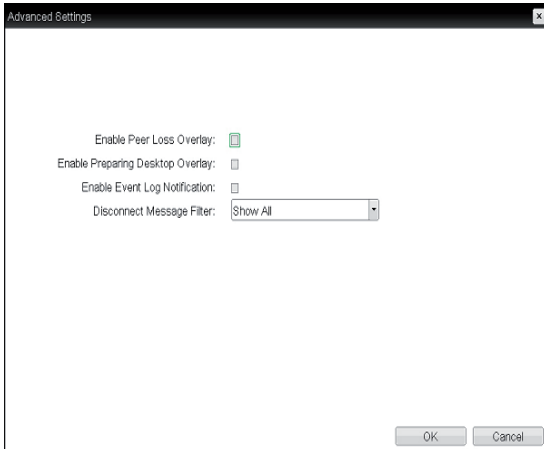 Advanced Settings
Enable Peer Loss Overlay:
Enable Preparing Desktop Overlay:
Enable Event Log Notification:
Disconnect Message Filter: Show All
OK Cancel